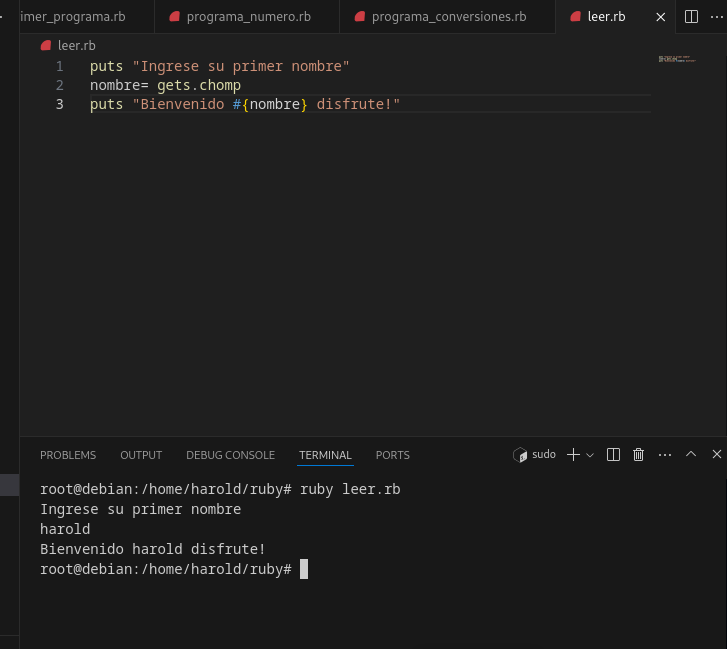 imer_programa.rb programa_numero.rb programa_conversiones.rb leer.rb
leer.rb
1 puts "Ingrese su primer nombre"
2 nombre= gets.chomp
3 puts "Bienvenido #{nombre} disfrute!"
PROBLEMS OUTPUT DEBUG CONSOLE TERMINAL PORTS sudo
root@debian:/home/harold/ruby# ruby leer.rb
Ingrese su primer nombre
harold
Bienvenido harold disfrute!
root@debian:/home/harold/ruby#